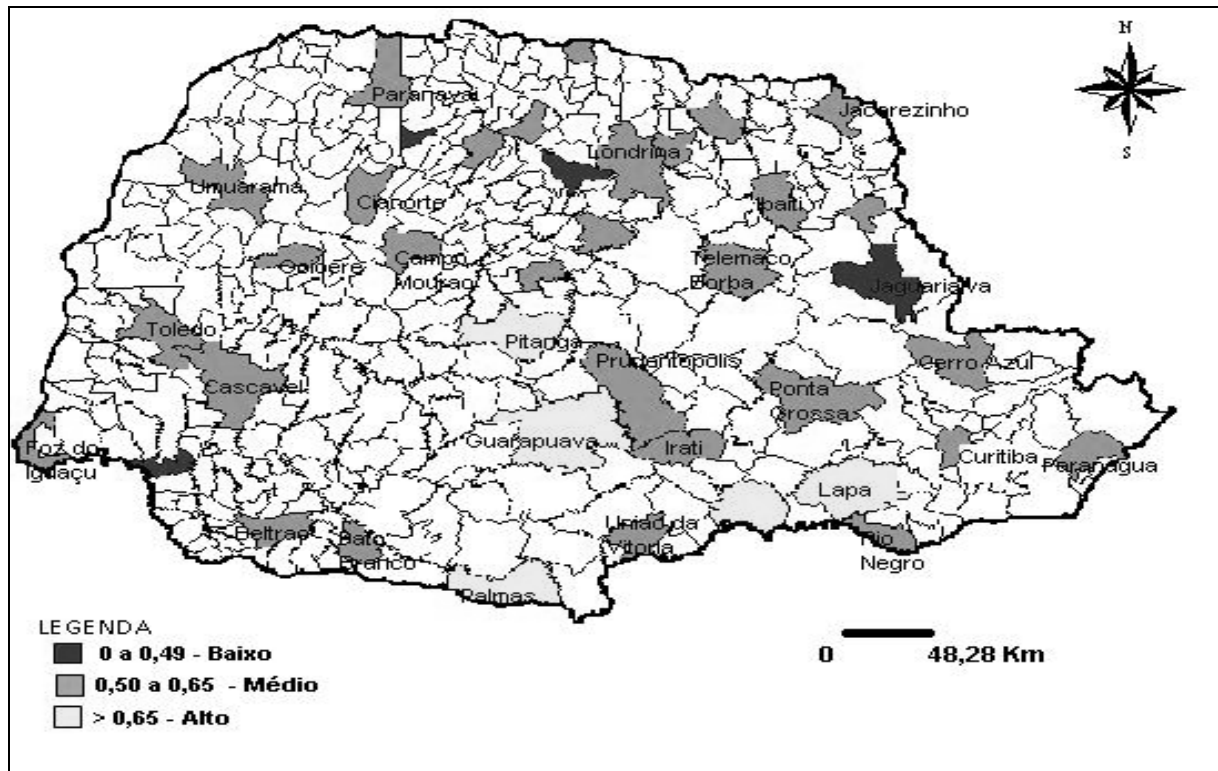 N
S
Paranavai
Jacarezinho
Londrina
Umuarama
Cianorte
Ibaiti
Goioere
Campo
Mourao
Telemaco
Borba
Jaguariaiva
Toledo
Pitanga
Prudentopolis
Cerro Azul
Cascavel
Ponta
Grossa
Guarapuava
Irati
Foz do
Iguaçu
Curitiba
Paranagua
Lapa
Beltrao
Pato
Branco
Uniao da
Vitoria
Rio
Negro
Palmas
LEGENDA
0 a 0,49 - Baixo
0,50 a 0,65 - Médio
> 0,65 - Alto
0 48,28 Km